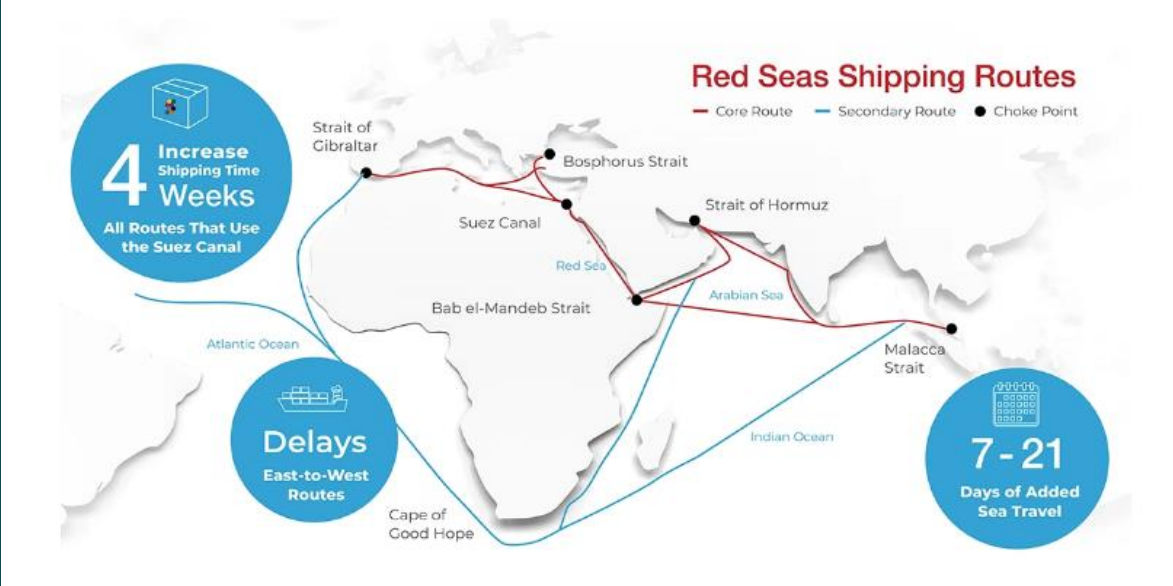 Red Seas Shipping Routes
Core Route
Secondary Route
Choke Point
4
Increase
Shipping Time
Weeks
All Routes That Use
the Suez Canal
Strait of
Gibraltar
Bosphorus Strait
Suez Canal
Strait of Hormuz
Red Sea
Arabian Sea
Bab el-Mandeb Strait
Atlantic Ocean
Malacca
Strait
Delays
East-to-West
Routes
Indian Ocean
Cape of
Good Hope
7 - 21
Days of Added
Sea Travel